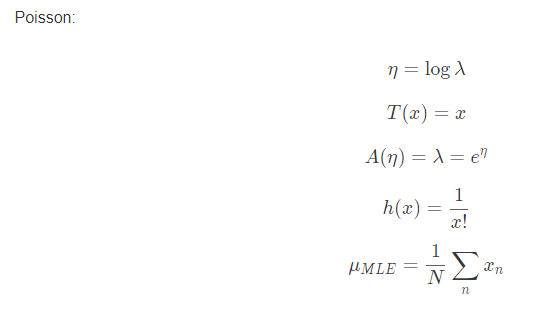 Poisson:
η = log λ
T(x) = x
A(η) = λ = e^η
h(x) = 1/x!
μ_MLE = 1/N ∑_n x_n